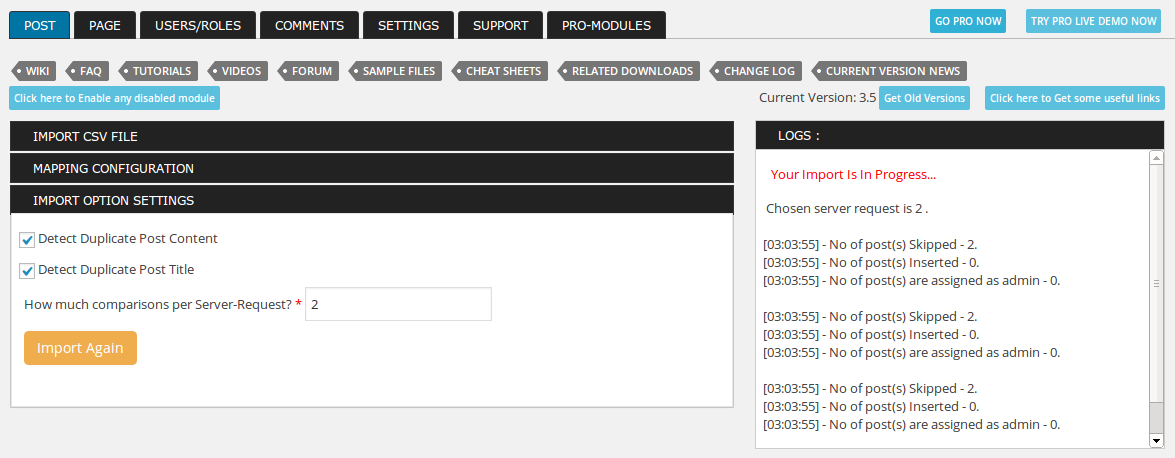 POST PAGE USERS/ROLES COMMENTS SETTINGS SUPPORT PRO-MODULES GO PRO NOW TRY PRO LIVE DEMO NOW
WIKI FAQ TUTORIALS VIDEOS FORUM SAMPLE FILES CHEAT SHEETS RELATED DOWNLOADS CHANGE LOG CURRENT VERSION NEWS
Click here to Enable any disabled module Current Version: 3.5 Get Old Versions Click here to Get some useful links
IMPORT CSV FILE
MAPPING CONFIGURATION
IMPORT OPTION SETTINGS
Detect Duplicate Post Content
Detect Duplicate Post Title
How much comparisons per Server-Request? * 2
Import Again
LOGS :
Your Import Is In Progress...
Chosen server request is 2 .
[03:03:55] - No of post(s) Skipped - 2.
[03:03:55] - No of post(s) Inserted - 0.
[03:03:55] - No of post(s) are assigned as admin - 0.
[03:03:55] - No of post(s) Skipped - 2.
[03:03:55] - No of post(s) Inserted - 0.
[03:03:55] - No of post(s) are assigned as admin - 0.
[03:03:55] - No of post(s) Skipped - 2.
[03:03:55] - No of post(s) Inserted - 0.
[03:03:55] - No of post(s) are assigned as admin - 0.